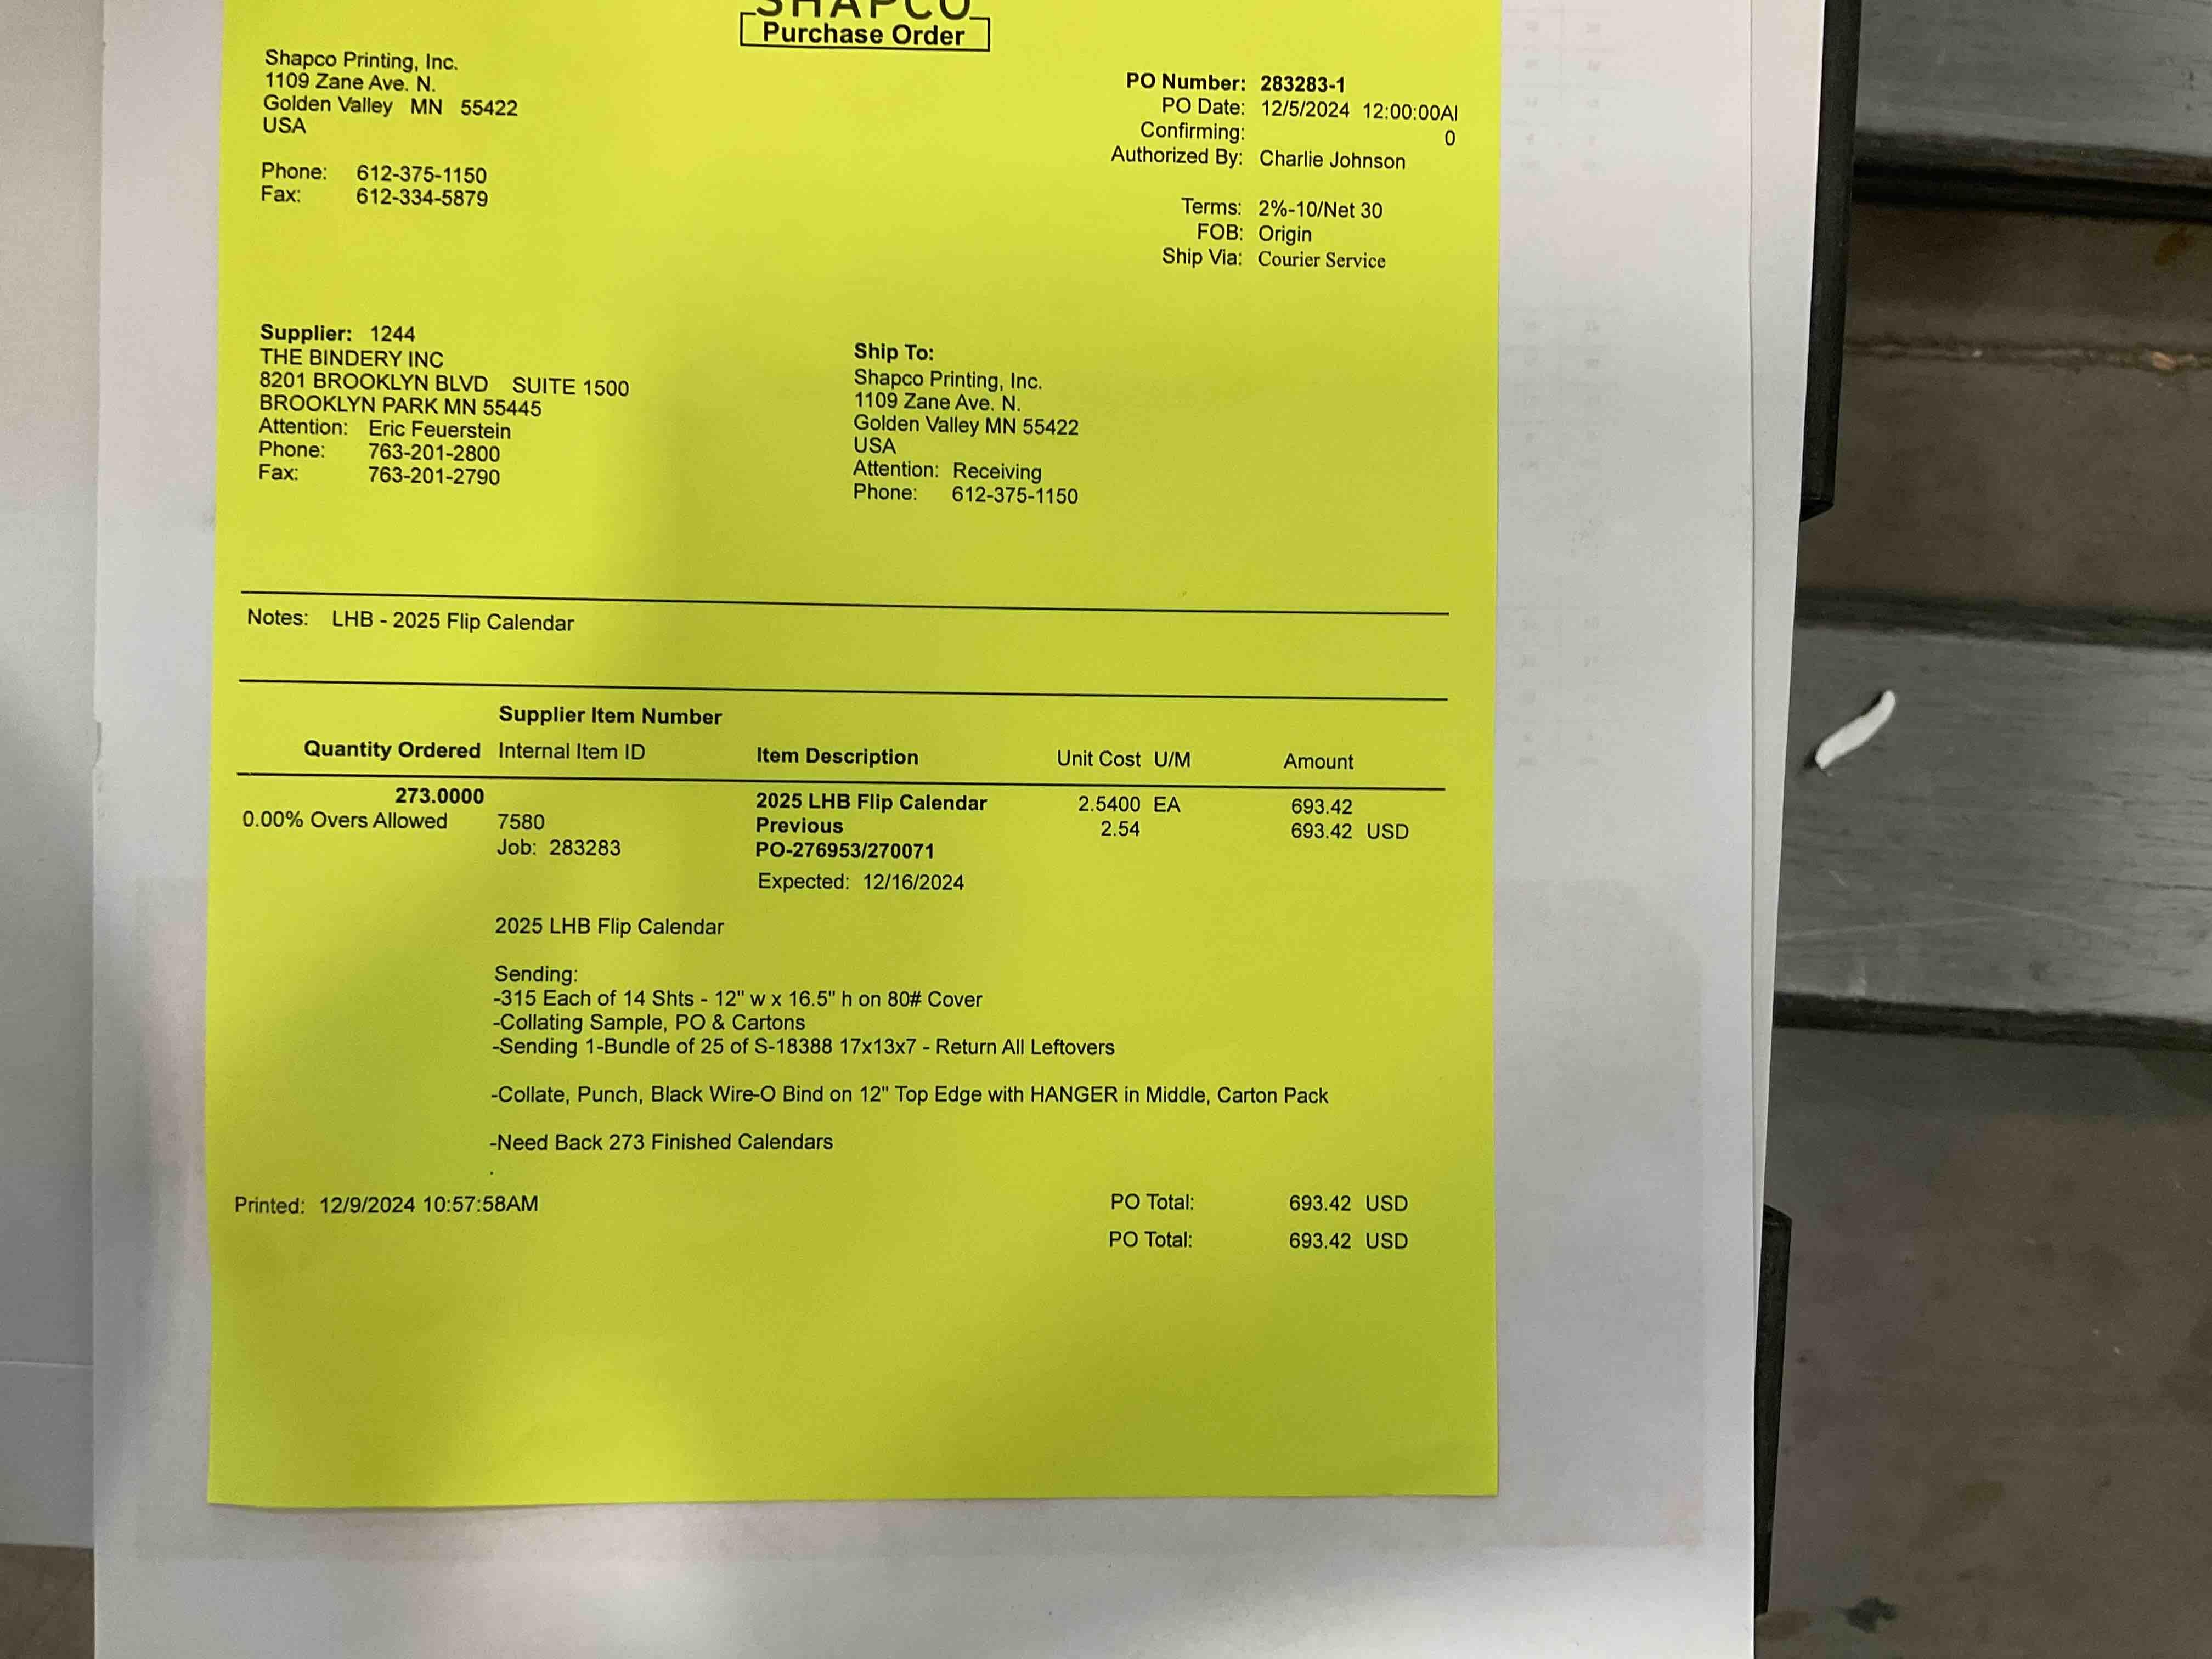 SHAPCO
Purchase Order
Shapco Printing, Inc.
1109 Zane Ave. N.
Golden Valley MN 55422
USA
Phone: 612-375-1150
Fax: 612-334-5879
PO Number: 283283-1
PO Date: 12/5/2024 12:00:00AI
Confirming: 0
Authorized By: Charlie Johnson
Terms: 2%-10/Net 30
FOB: Origin
Ship Via: Courier Service
Supplier: 1244
THE BINDERY INC
8201 BROOKLYN BLVD SUITE 1500
BROOKLYN PARK MN 55445
Attention: Eric Feuerstein
Phone: 763-201-2800
Fax: 763-201-2790
Ship To:
Shapco Printing, Inc.
1109 Zane Ave. N.
Golden Valley MN 55422
USA
Attention: Receiving
Phone: 612-375-1150
Notes: LHB - 2025 Flip Calendar
Supplier Item Number
Quantity Ordered Internal Item ID Item Description Unit Cost U/M Amount
273.0000 2025 LHB Flip Calendar 2.5400 EA 693.42
0.00% Overs Allowed 7580 Previous 2.54 693.42 USD
Job: 283283 PO-276953/270071
Expected: 12/16/2024
2025 LHB Flip Calendar
Sending:
-315 Each of 14 Shts - 12" w x 16.5" h on 80# Cover
-Collating Sample, PO & Cartons
-Sending 1-Bundle of 25 of S-18388 17x13x7 - Return All Leftovers
-Collate, Punch, Black Wire-O Bind on 12" Top Edge with HANGER in Middle, Carton Pack
-Need Back 273 Finished Calendars
.
Printed: 12/9/2024 10:57:58AM PO Total: 693.42 USD
PO Total: 693.42 USD